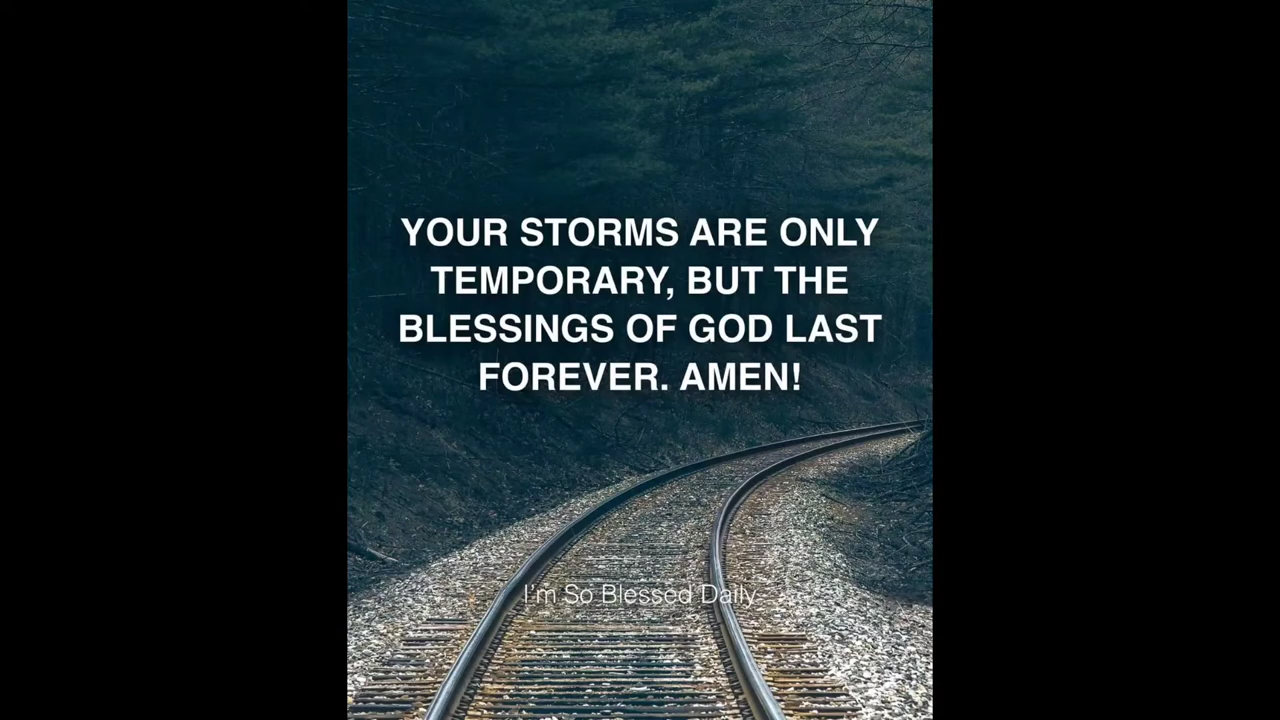 YOUR STORMS ARE ONLY
TEMPORARY, BUT THE
BLESSINGS OF GOD LAST
FOREVER. AMEN!
I'm So Blessed Daily